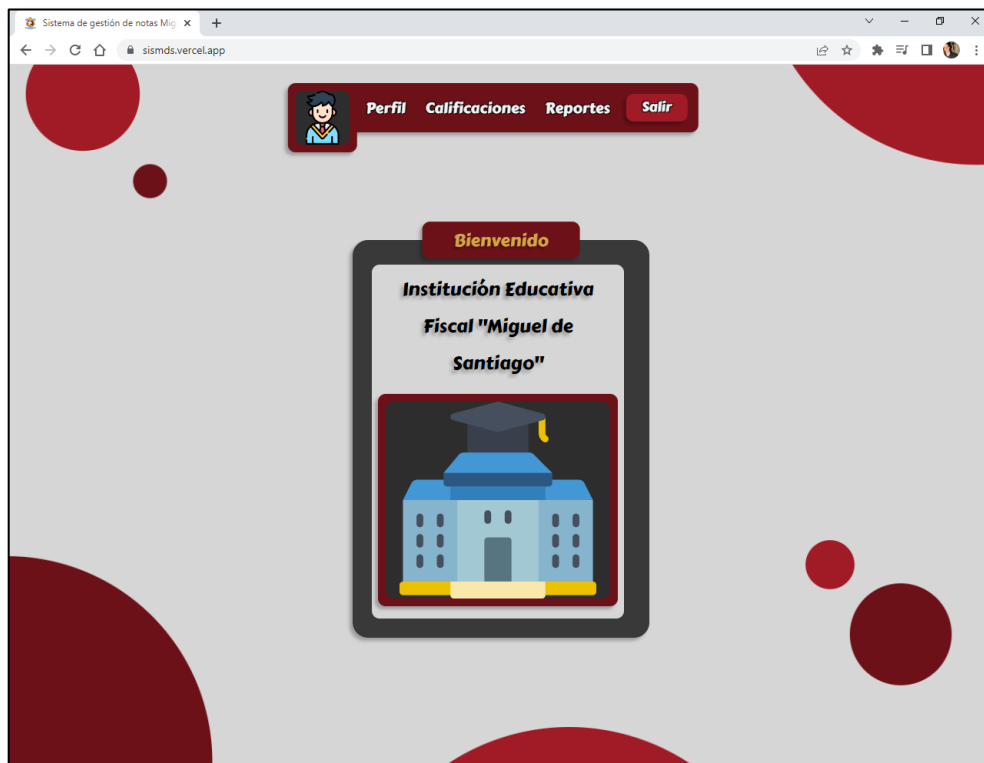 Sistema de gestión de notas Mig
sismds.vercel.app
Perfil Calificaciones Reportes Salir
Bienvenido
Institución Educativa
Fiscal "Miguel de
Santiago"